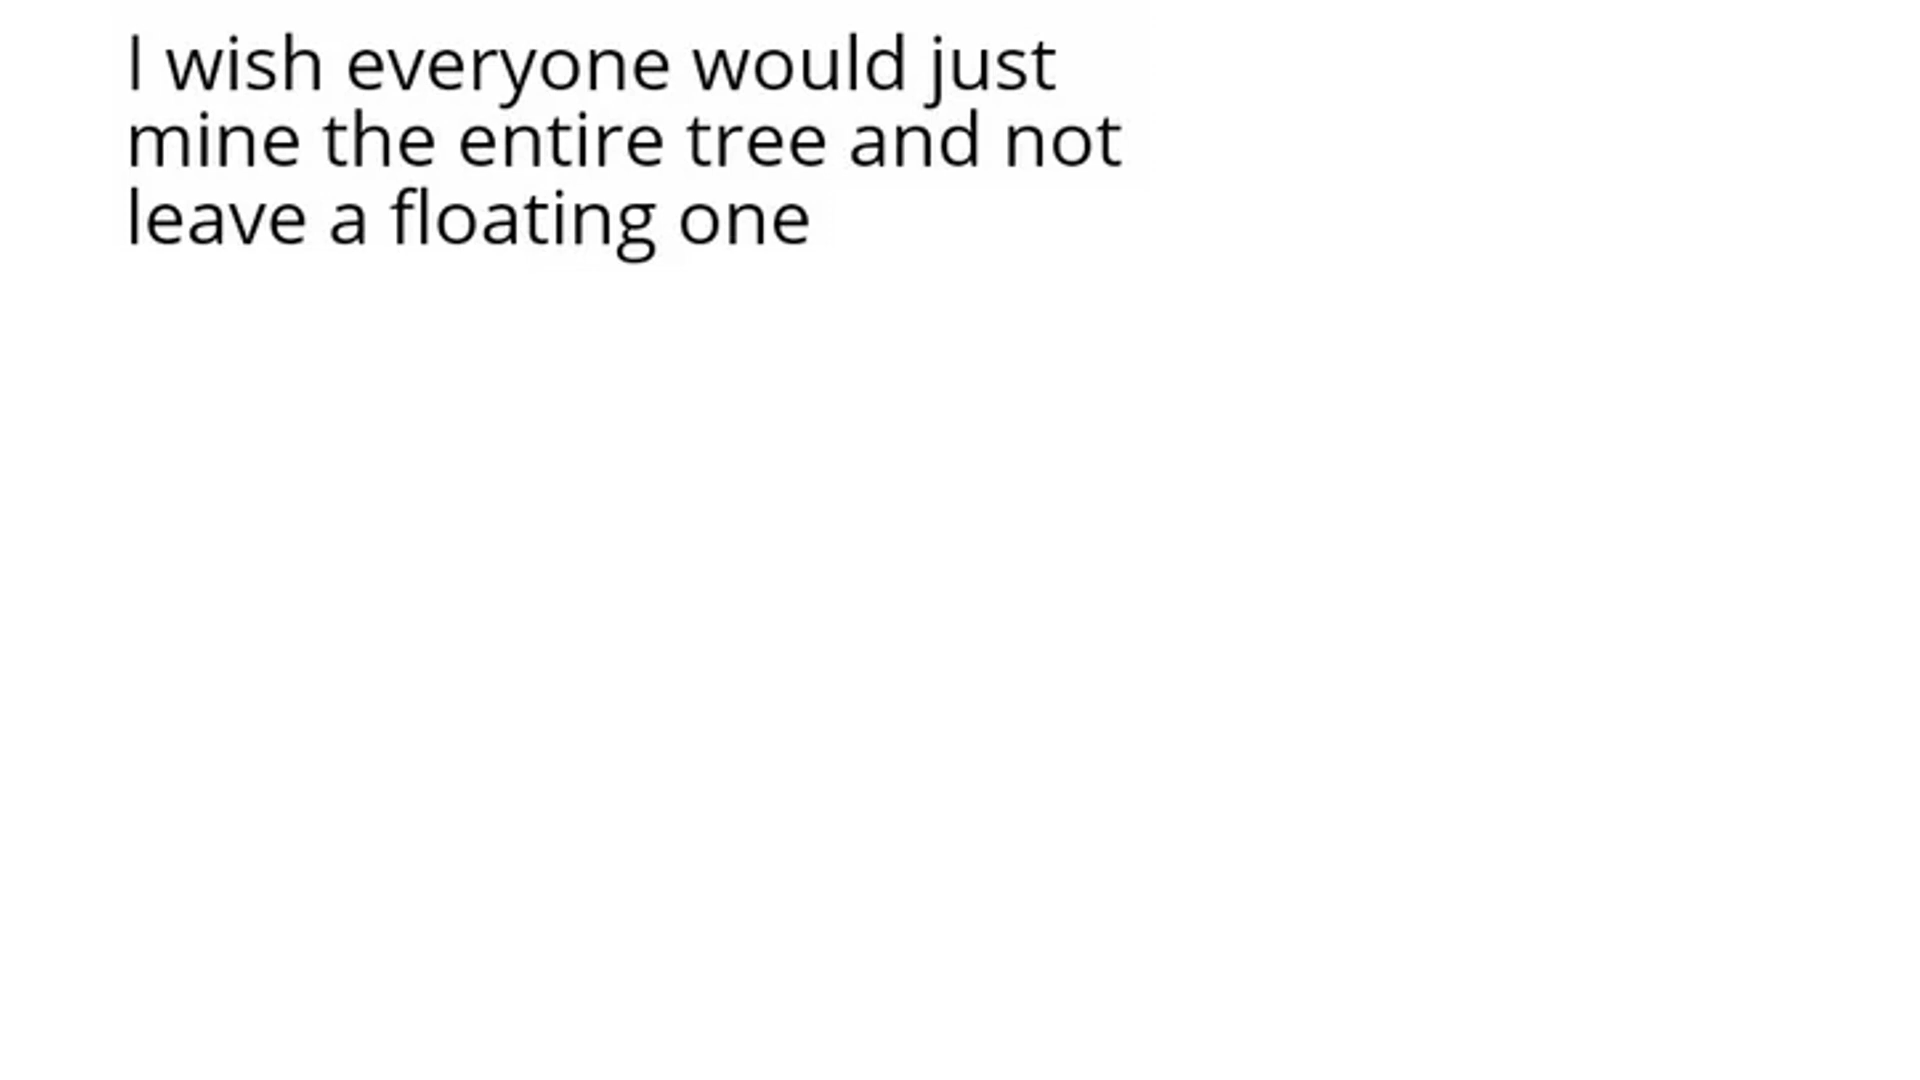 I wish everyone would just
mine the entire tree and not
leave a floating one